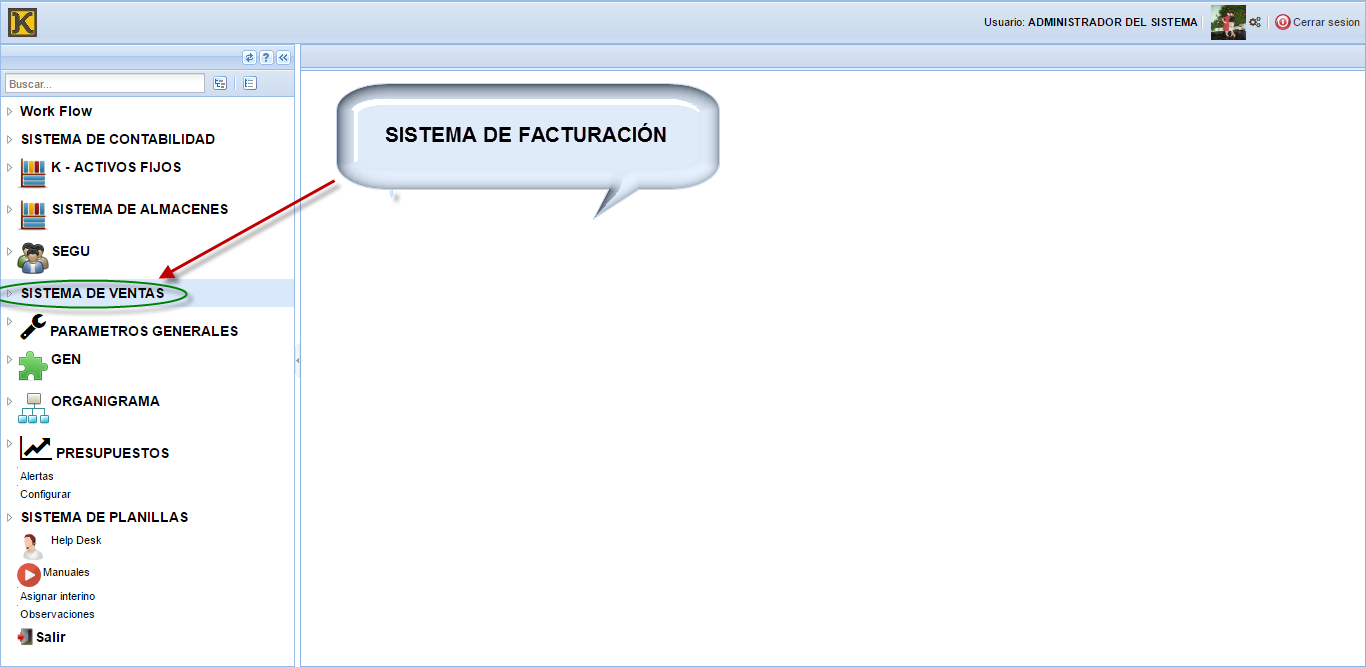 K
Usuario: ADMINISTRADOR DEL SISTEMA
Cerrar sesion
?
Buscar...
Work Flow
SISTEMA DE CONTABILIDAD
K - ACTIVOS FIJOS
SISTEMA DE ALMACENES
SEGU
SISTEMA DE VENTAS
PARAMETROS GENERALES
GEN
ORGANIGRAMA
PRESUPUESTOS
Alertas
Configurar
SISTEMA DE PLANILLAS
Help Desk
Manuales
Asignar interino
Observaciones
Salir
SISTEMA DE FACTURACIÓN